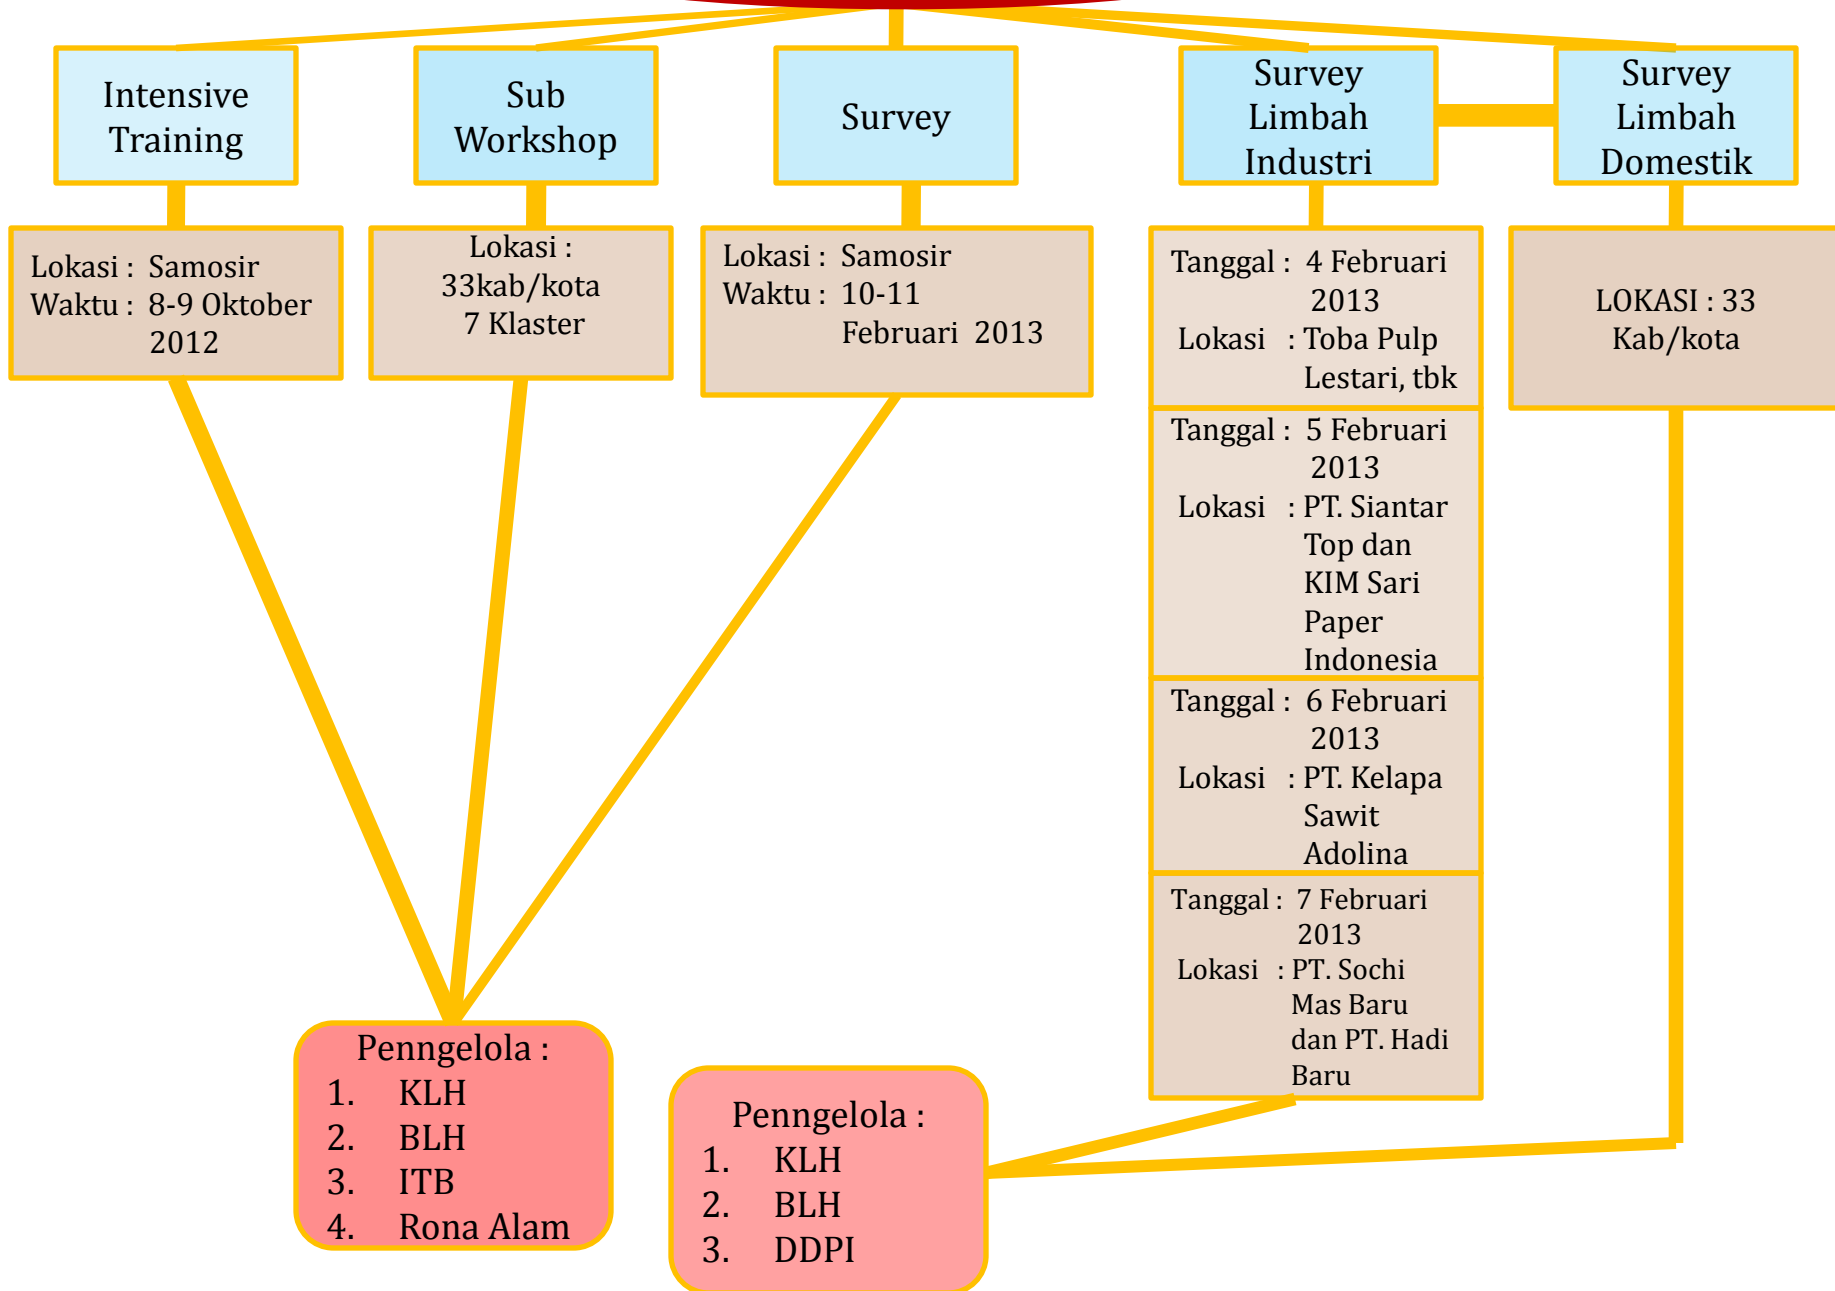 Intensive
Training
Sub
Workshop
Survey
Survey
Limbah
Industri
Survey
Limbah
Domestik
Lokasi : Samosir
Waktu : 8-9 Oktober
2012
Lokasi :
33kab/kota
7 Klaster
Lokasi : Samosir
Waktu : 10-11
Februari 2013
Tanggal : 4 Februari
2013
Lokasi : Toba Pulp
Lestari, tbk
Tanggal : 5 Februari
2013
Lokasi : PT. Siantar
Top dan
KIM Sari
Paper
Indonesia
Tanggal : 6 Februari
2013
Lokasi : PT. Kelapa
Sawit
Adolina
Tanggal : 7 Februari
2013
Lokasi : PT. Sochi
Mas Baru
dan PT. Hadi
Baru
LOKASI : 33
Kab/kota
Penngelola :
1. KLH
2. BLH
3. ITB
4. Rona Alam
Penngelola :
1. KLH
2. BLH
3. DDPI